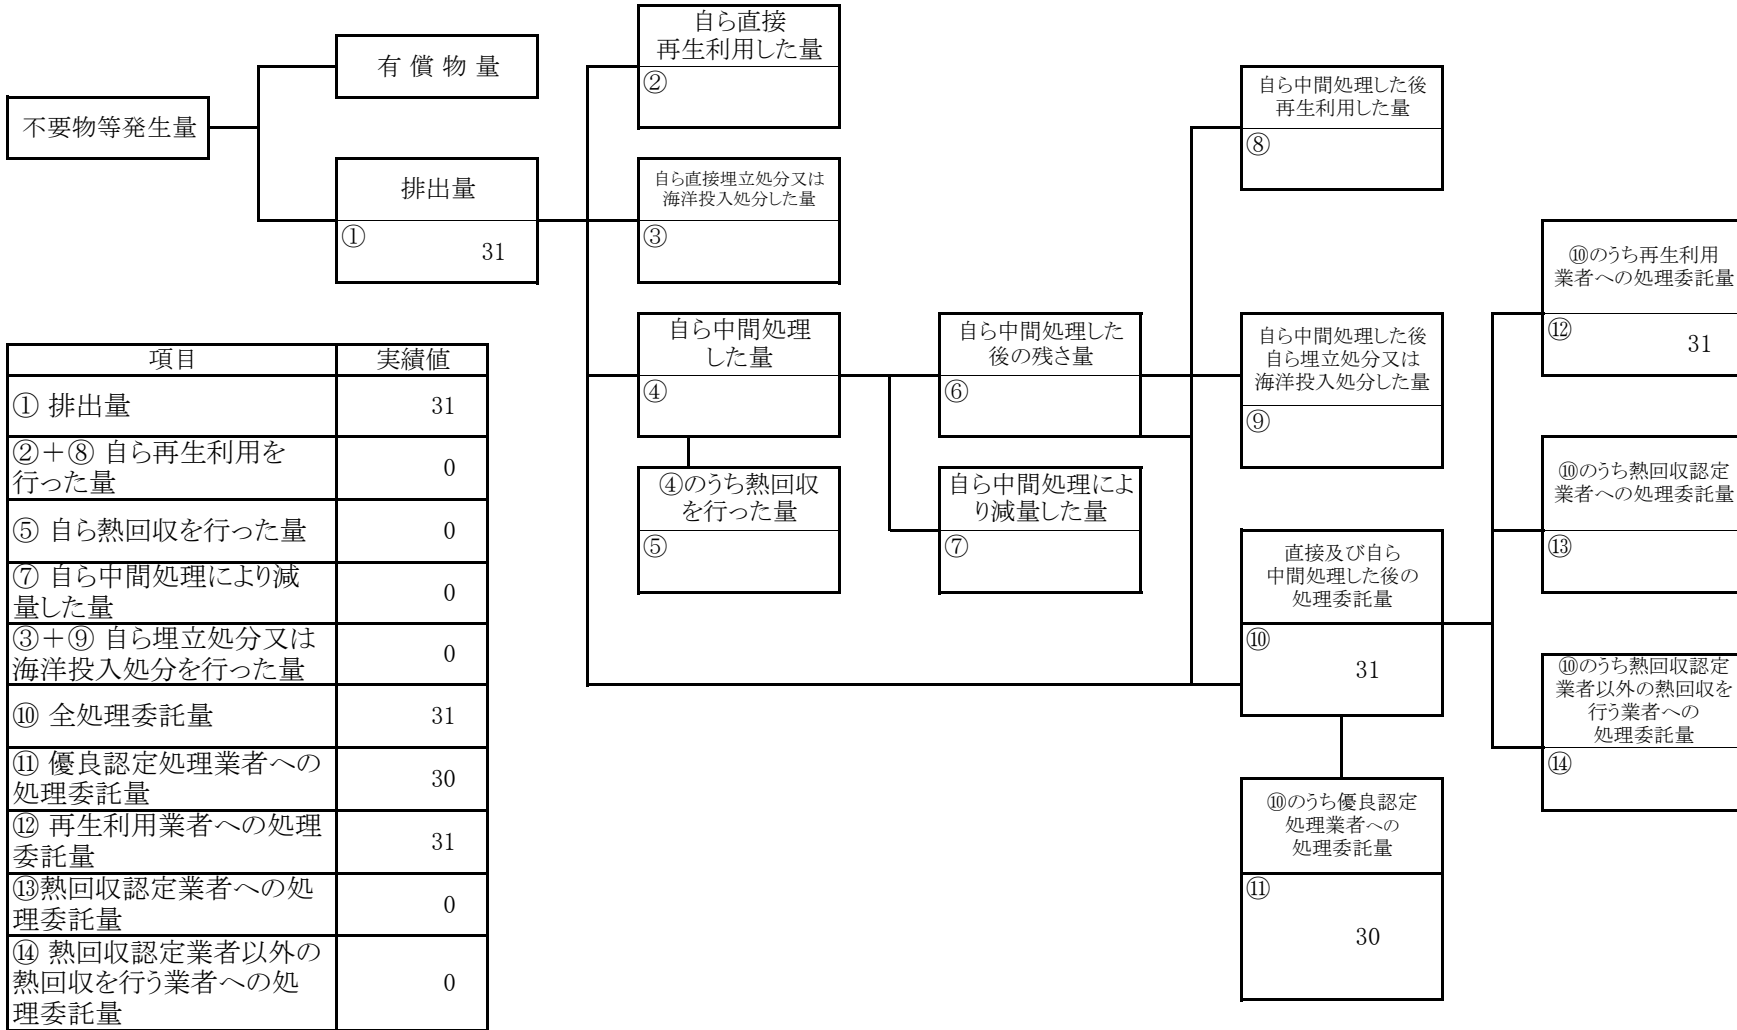 不要物等発生量
有 償 物 量
排出量
①
31
自ら直接
再生利用した量
②
自ら直接埋立処分又は
海洋投入処分した量
③
自ら中間処理
した量
④
④のうち熱回収
を行った量
⑤
自ら中間処理した
後の残さ量
⑥
自ら中間処理によ
り減量した量
⑦
自ら中間処理した後
再生利用した量
⑧
自ら中間処理した後
自ら埋立処分又は
海洋投入処分した量
⑨
直接及び自ら
中間処理した後の
処理委託量
⑩
31
⑩のうち優良認定
処理業者への
処理委託量
⑪
30
⑩のうち再生利用
業者への処理委託量
⑫
31
⑩のうち熱回収認定
業者への処理委託量
⑬
⑩のうち熱回収認定
業者以外の熱回収を
行う業者への
処理委託量
⑭
項目 実績値
① 排出量 31
②＋⑧ 自ら再生利用を
行った量 0
⑤ 自ら熱回収を行った量 0
⑦ 自ら中間処理により減
量した量 0
③＋⑨ 自ら埋立処分又は
海洋投入処分を行った量 0
⑩ 全処理委託量 31
⑪ 優良認定処理業者への
処理委託量 30
⑫ 再生利用業者への処理
委託量 31
⑬熱回収認定業者への処
理委託量 0
⑭ 熱回収認定業者以外の
熱回収を行う業者への処
理委託量 0